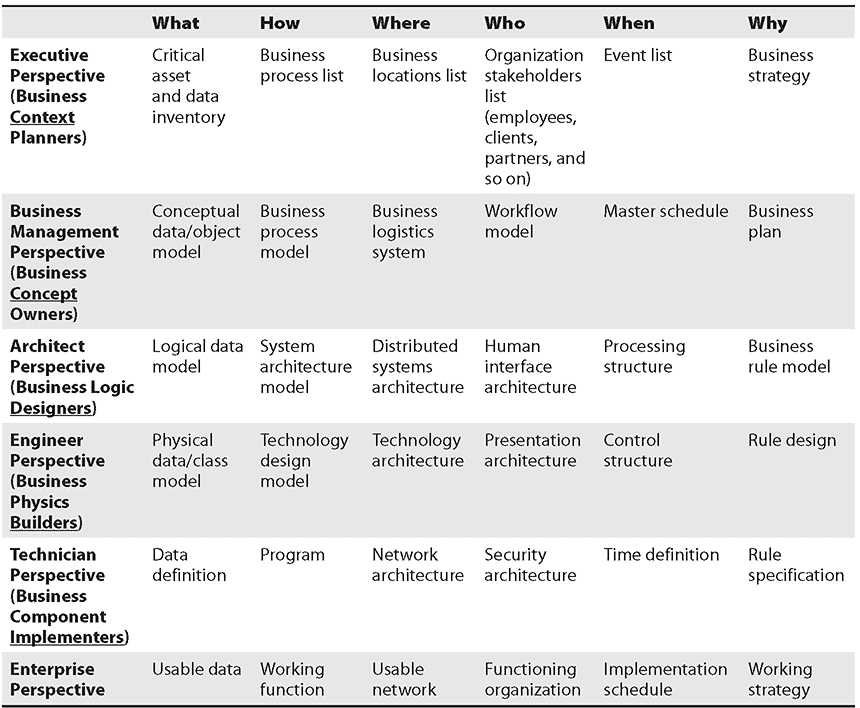 What How Where Who When Why
Executive Perspective (Business Context Planners)
Critical asset and data inventory
Business process list
Business locations list
Organization stakeholders list (employees, clients, partners, and so on)
Event list
Business strategy
Business Management Perspective (Business Concept Owners)
Conceptual data/object model
Business process model
Business logistics system
Workflow model
Master schedule
Business plan
Architect Perspective (Business Logic Designers)
Logical data model
System architecture model
Distributed systems architecture
Human interface architecture
Processing structure
Business rule model
Engineer Perspective (Business Physics Builders)
Physical data/class model
Technology design model
Technology architecture
Presentation architecture
Control structure
Rule design
Technician Perspective (Business Component Implementers)
Data definition
Program
Network architecture
Security architecture
Time definition
Rule specification
Enterprise Perspective
Usable data
Working function
Usable network
Functioning organization
Implementation schedule
Working strategy